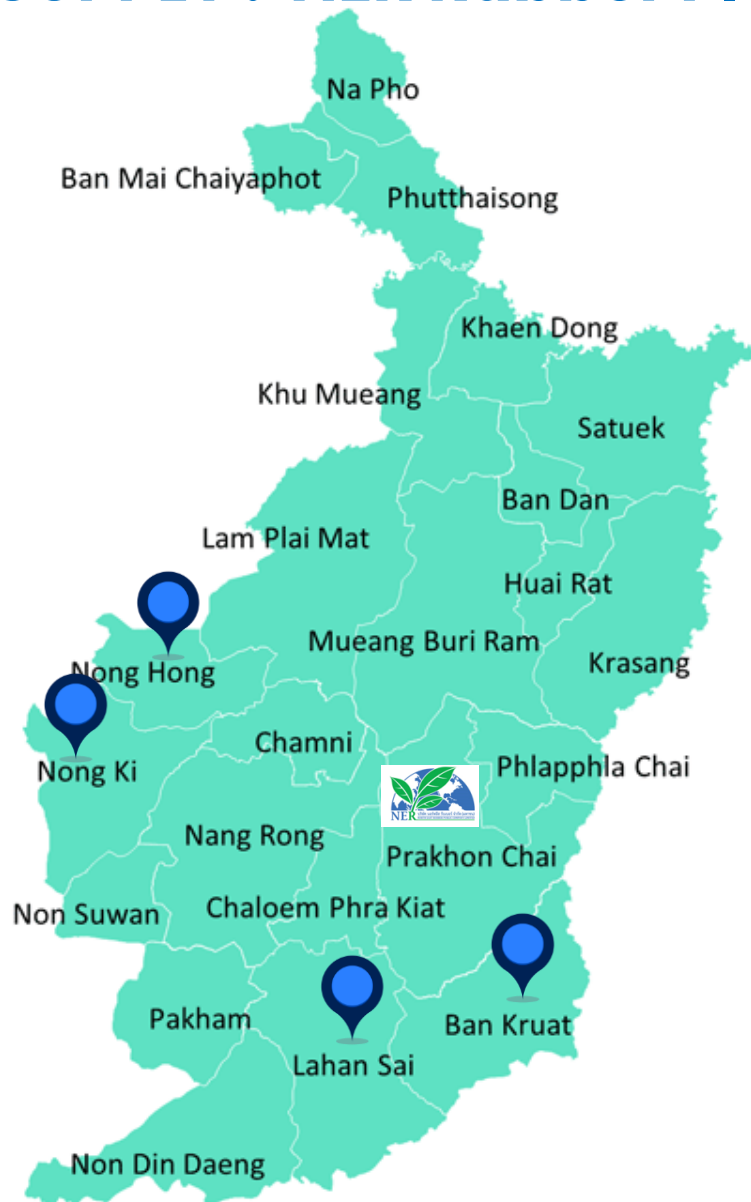 Na Pho
Ban Mai Chaiyaphot
Phutthaisong
Khaen Dong
Khu Mueang
Satuek
Ban Dan
Lam Plai Mat
Huai Rat
Mueang Buri Ram
Krasang
Nong Hong
Chamni
Phlapphla Chai
Nong Ki
NER
Nang Rong
Prakhon Chai
Chaloem Phra Kiat
Non Suwan
Pakham
Ban Kruat
Lahan Sai
Non Din Daeng